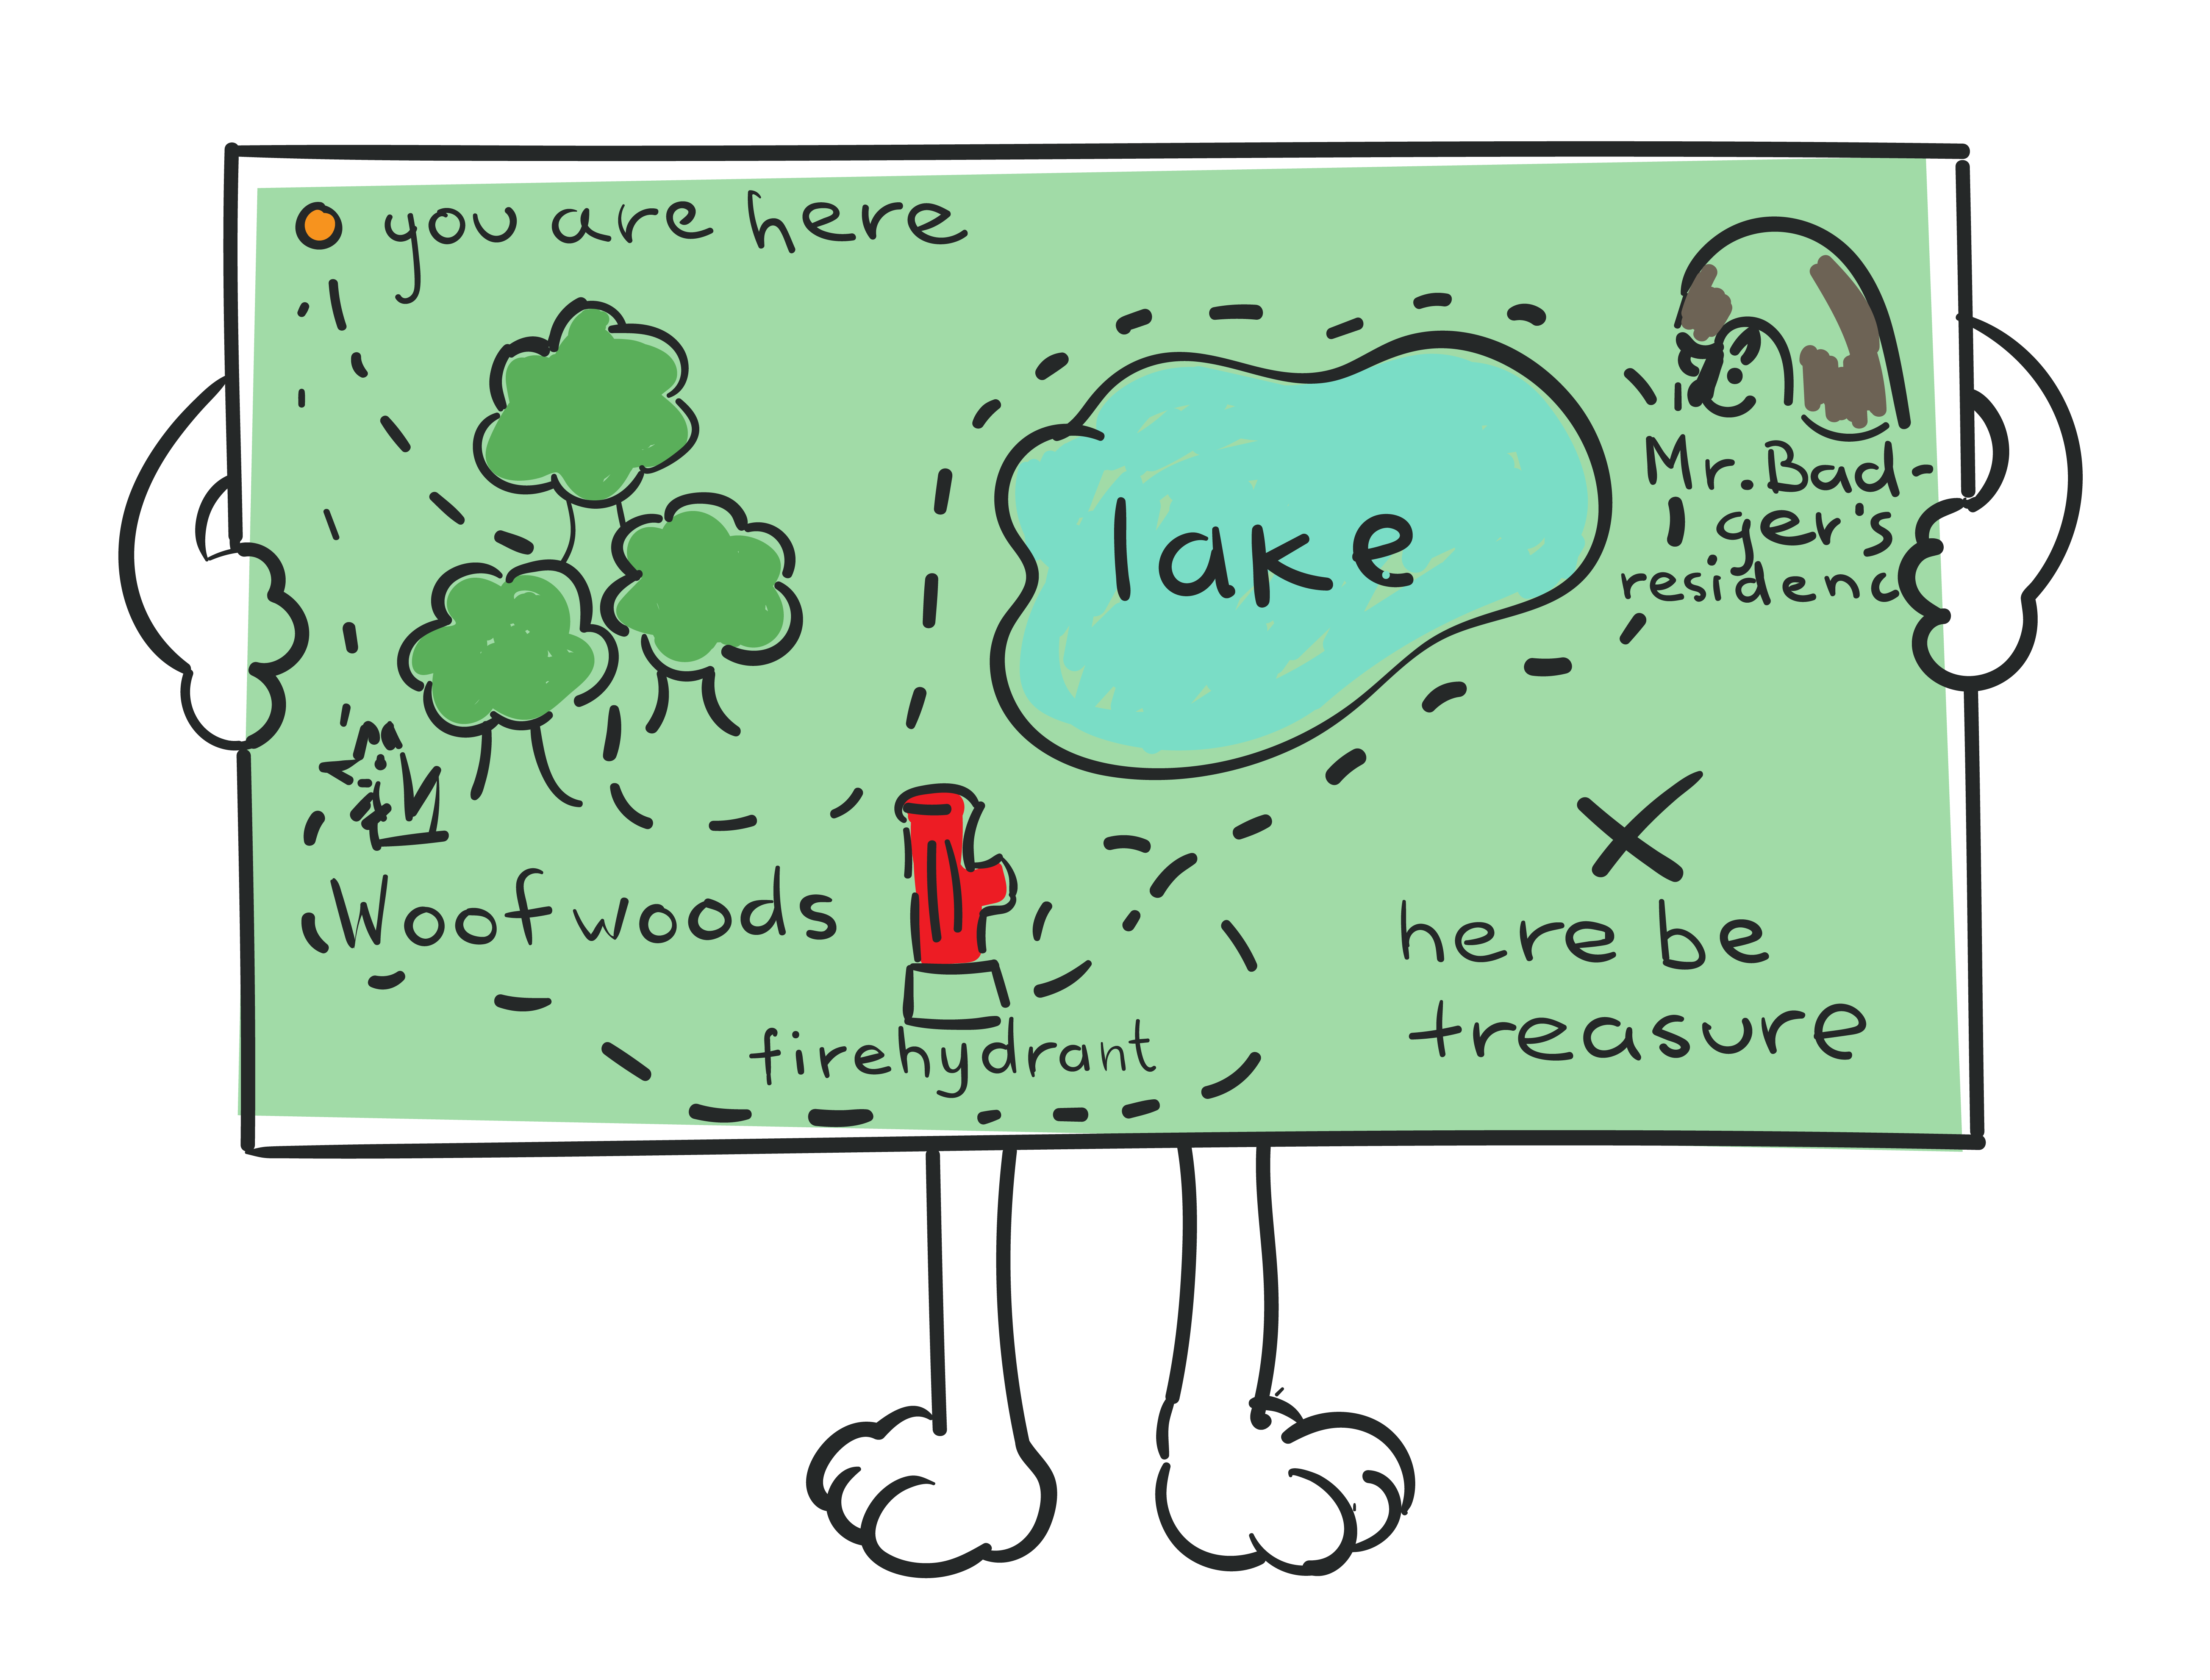 you are here
lake
Mr. Bad-
ger's
residenc
Woof woods
firehydrant
here be
treasure